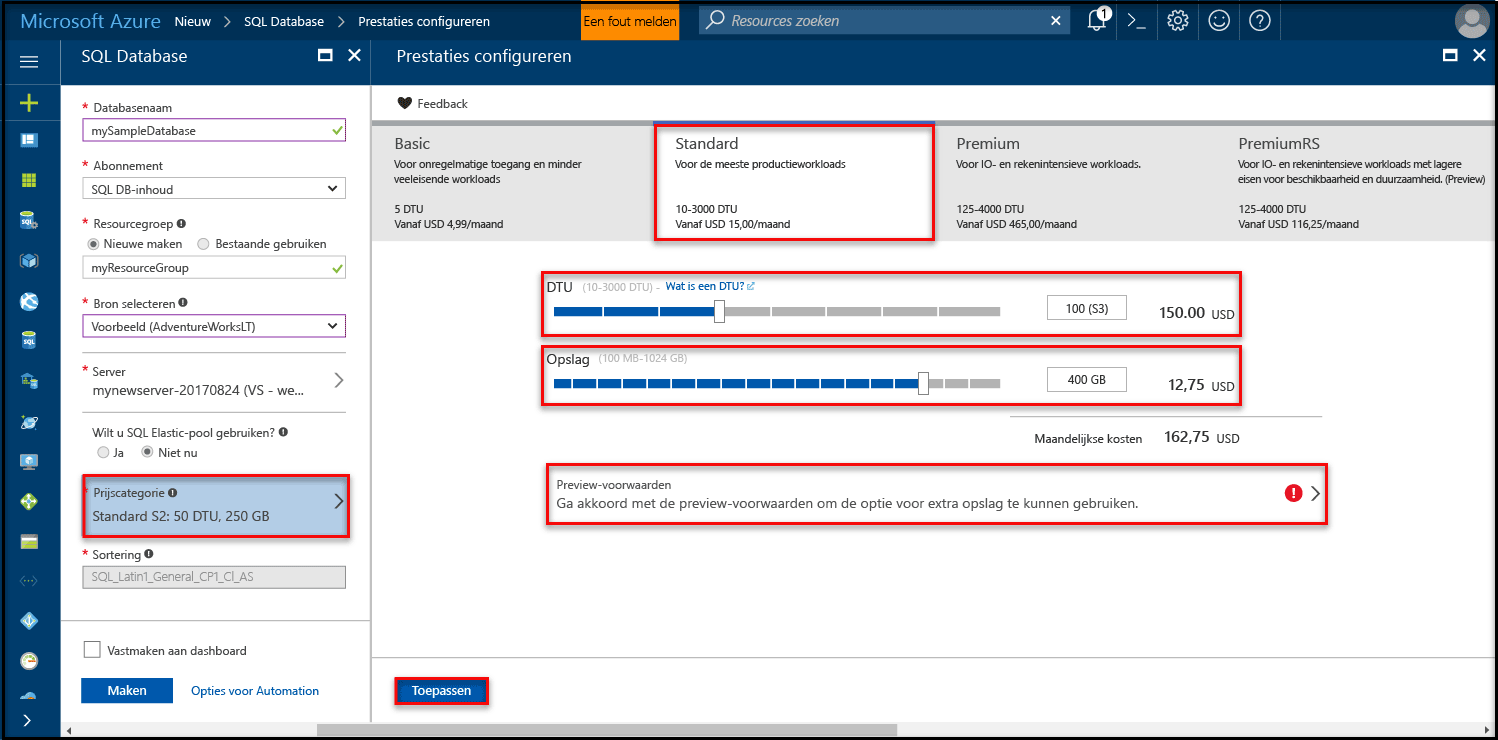 Microsoft Azure Nieuw > SQL Database > Prestaties configureren
Een fout melden
Resources zoeken
1
SQL Database
Prestaties configureren
* Databasenaam
mySampleDatabase
* Abonnement
SQL DB-inhoud
* Resourcegroep
Nieuwe maken Bestaande gebruiken
myResourceGroup
* Bron selecteren
Voorbeeld (AdventureWorksLT)
* Server
mynewserver-20170824 (VS - we...
Wilt u SQL Elastic-pool gebruiken?
Ja Niet nu
* Prijscategorie
Standard S2: 50 DTU, 250 GB
* Sortering
SQL_Latin1_General_CP1_CI_AS
Vastmaken aan dashboard
Maken Opties voor Automation
Feedback
Basic
Voor onregelmatige toegang en minder
veeleisende workloads
5 DTU
Vanaf USD 4,99/maand
Standard
Voor de meeste productieworkloads
10-3000 DTU
Vanaf USD 15,00/maand
Premium
Voor IO- en rekenintensieve workloads.
125-4000 DTU
Vanaf USD 465,00/maand
PremiumRS
Voor IO- en rekenintensieve workloads met lagere
eisen voor beschikbaarheid en duurzaamheid. (Preview)
125-4000 DTU
Vanaf USD 116,25/maand
DTU (10-3000 DTU) - Wat is een DTU?
100 (S3) 150.00 USD
Opslag (100 MB-1024 GB)
400 GB 12,75 USD
Maandelijkse kosten 162,75 USD
Preview-voorwaarden
Ga akkoord met de preview-voorwaarden om de optie voor extra opslag te kunnen gebruiken.
Toepassen